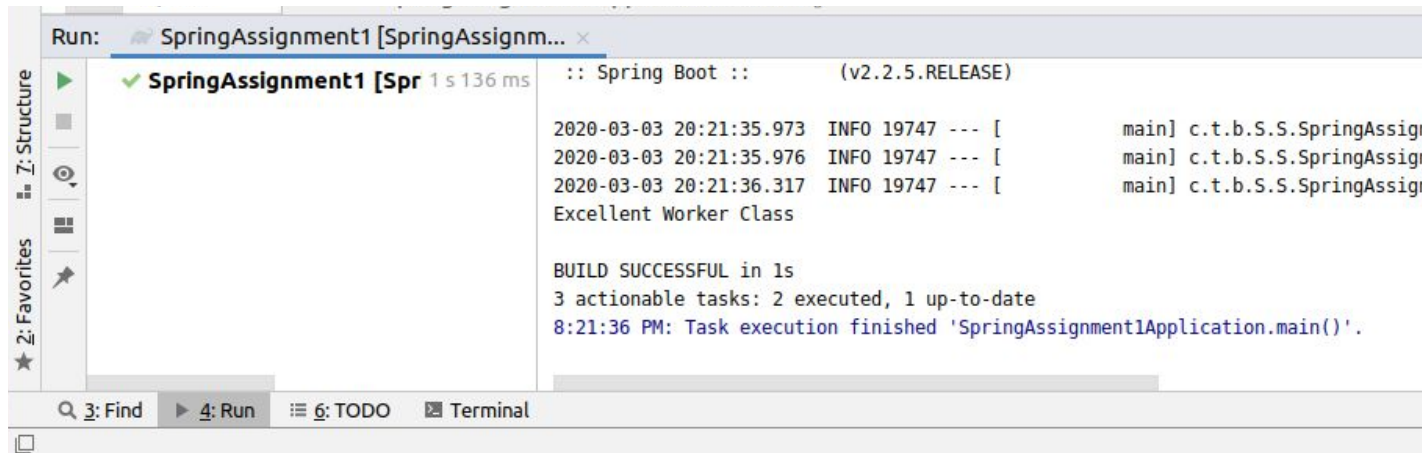 Run: SpringAssignment1 [SpringAssignm...
7: Structure
2: Favorites
SpringAssignment1 [Spr 1 s 136 ms
:: Spring Boot :: (v2.2.5.RELEASE)
2020-03-03 20:21:35.973 INFO 19747 --- [ main] c.t.b.S.S.SpringAssig
2020-03-03 20:21:35.976 INFO 19747 --- [ main] c.t.b.S.S.SpringAssig
2020-03-03 20:21:36.317 INFO 19747 --- [ main] c.t.b.S.S.SpringAssig
Excellent Worker Class
BUILD SUCCESSFUL in 1s
3 actionable tasks: 2 executed, 1 up-to-date
8:21:36 PM: Task execution finished 'SpringAssignment1Application.main()'.
3: Find 4: Run 6: TODO Terminal